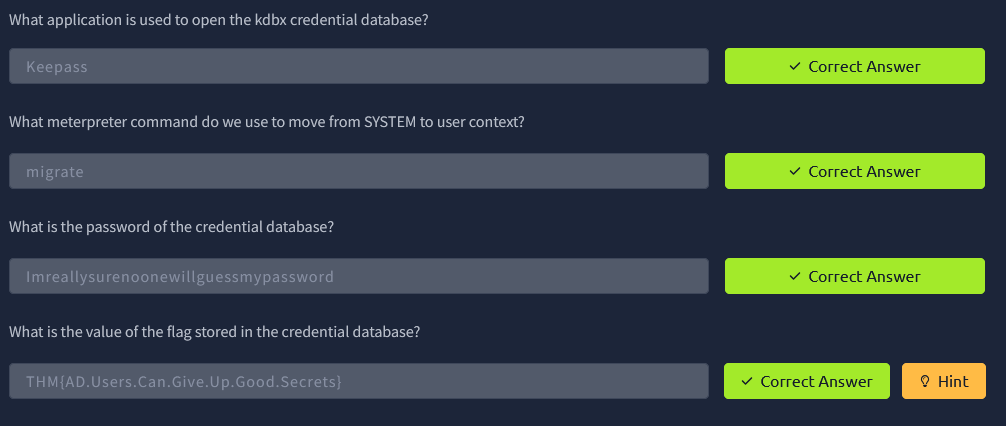 What application is used to open the kdbx credential database?
Keepass
Correct Answer
What meterpreter command do we use to move from SYSTEM to user context?
migrate
Correct Answer
What is the password of the credential database?
Imreallysurenoonewillguessmypassword
Correct Answer
What is the value of the flag stored in the credential database?
THM{AD.Users.Can.Give.Up.Good.Secrets}
Correct Answer
Hint